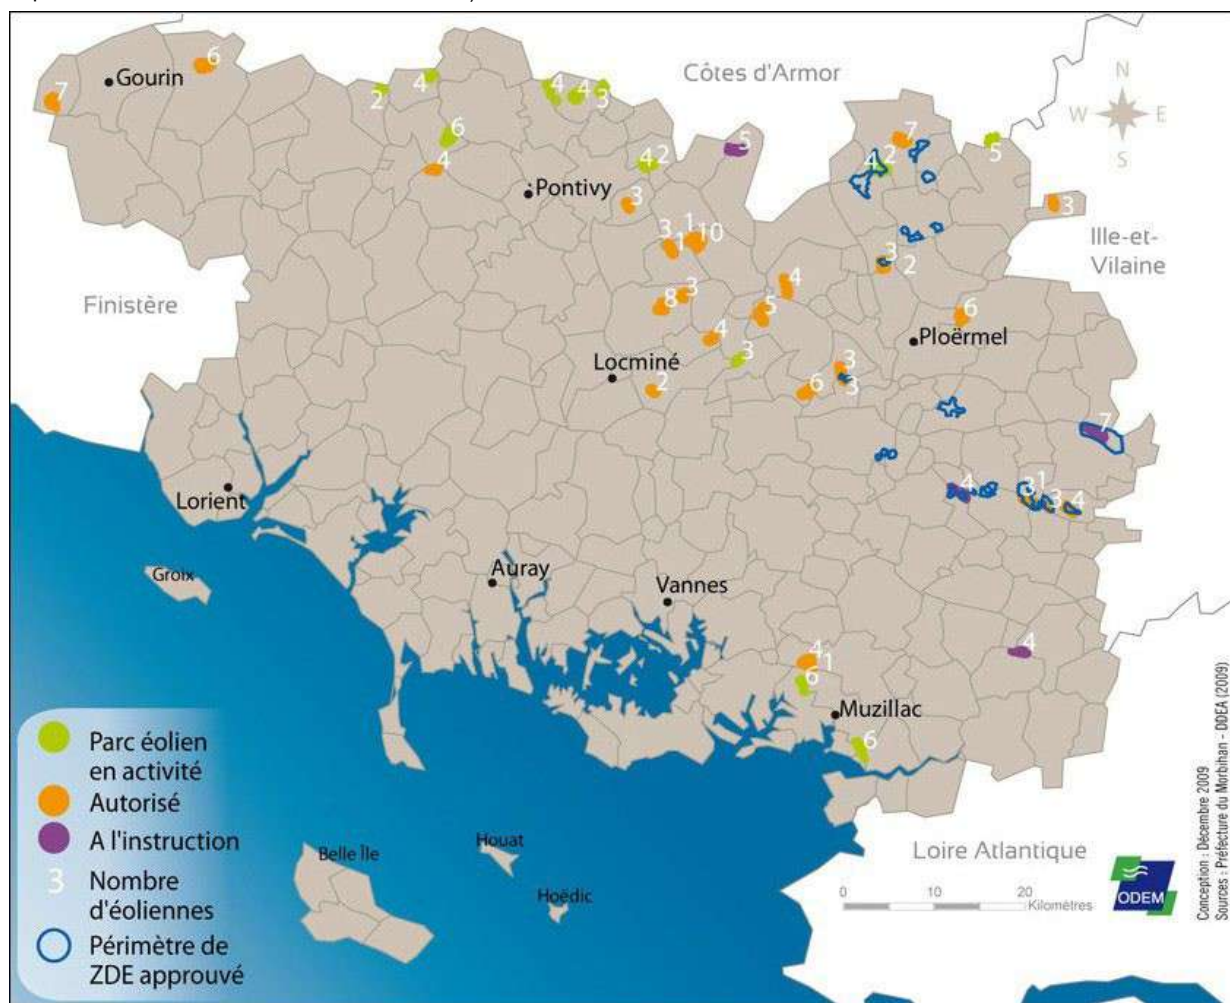 Côtes d'Armor
N
W
E
S
6
Gourin
7
2
4
4
4
3
6
4
Pontivy
4 2
5
7
4 2
5
3
3
Ille-et-
Vilaine
Finistère
3
1
1
10
3
2
4
8
3
5
6
4
Ploërmel
Locminé
3
3
3
2
6
7
Lorient
4
3
1
3
4
Groix
Auray
Vannes
4
4
1
6
Muzillac
6
Parc éolien
en activité
Autorisé
A l'instruction
3
Nombre
d'éoliennes
Périmètre de
ZDE approuvé
Belle Île
Houat
Hoëdic
Loire Atlantique
0 10 20
Kilomètres
ODEM
Conception : Décembre 2009
Sources : Préfecture du Morbihan - DDEA (2009)